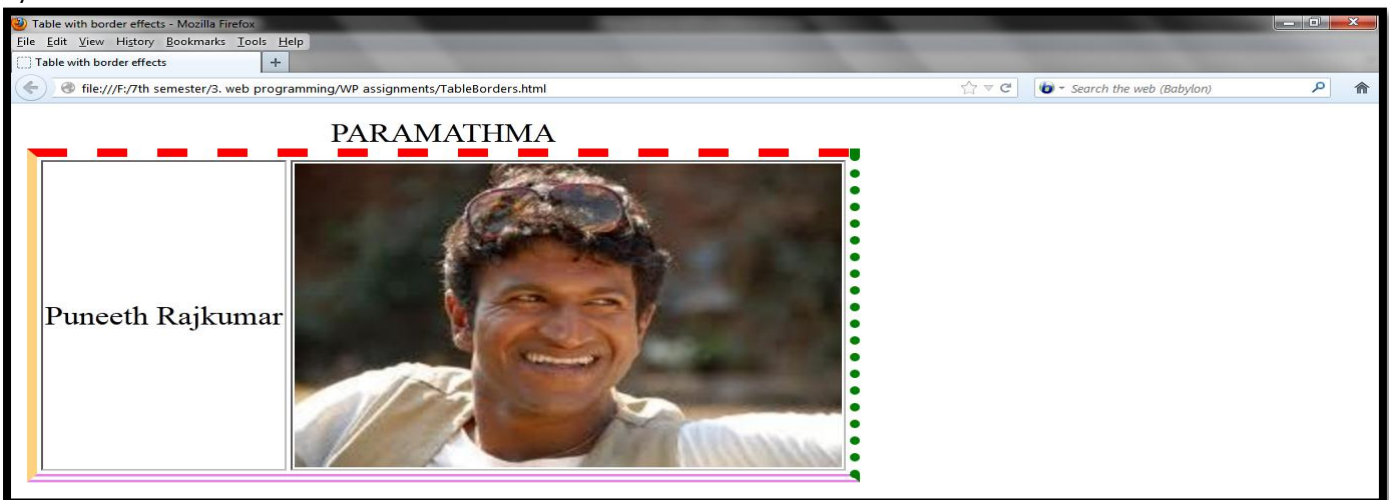 Table with border effects - Mozilla Firefox
File Edit View History Bookmarks Tools Help
Table with border effects
file:///F:/7th semester/3. web programming/WP assignments/TableBorders.html
Search the web (Babylon)
PARAMATHMA
Puneeth Rajkumar